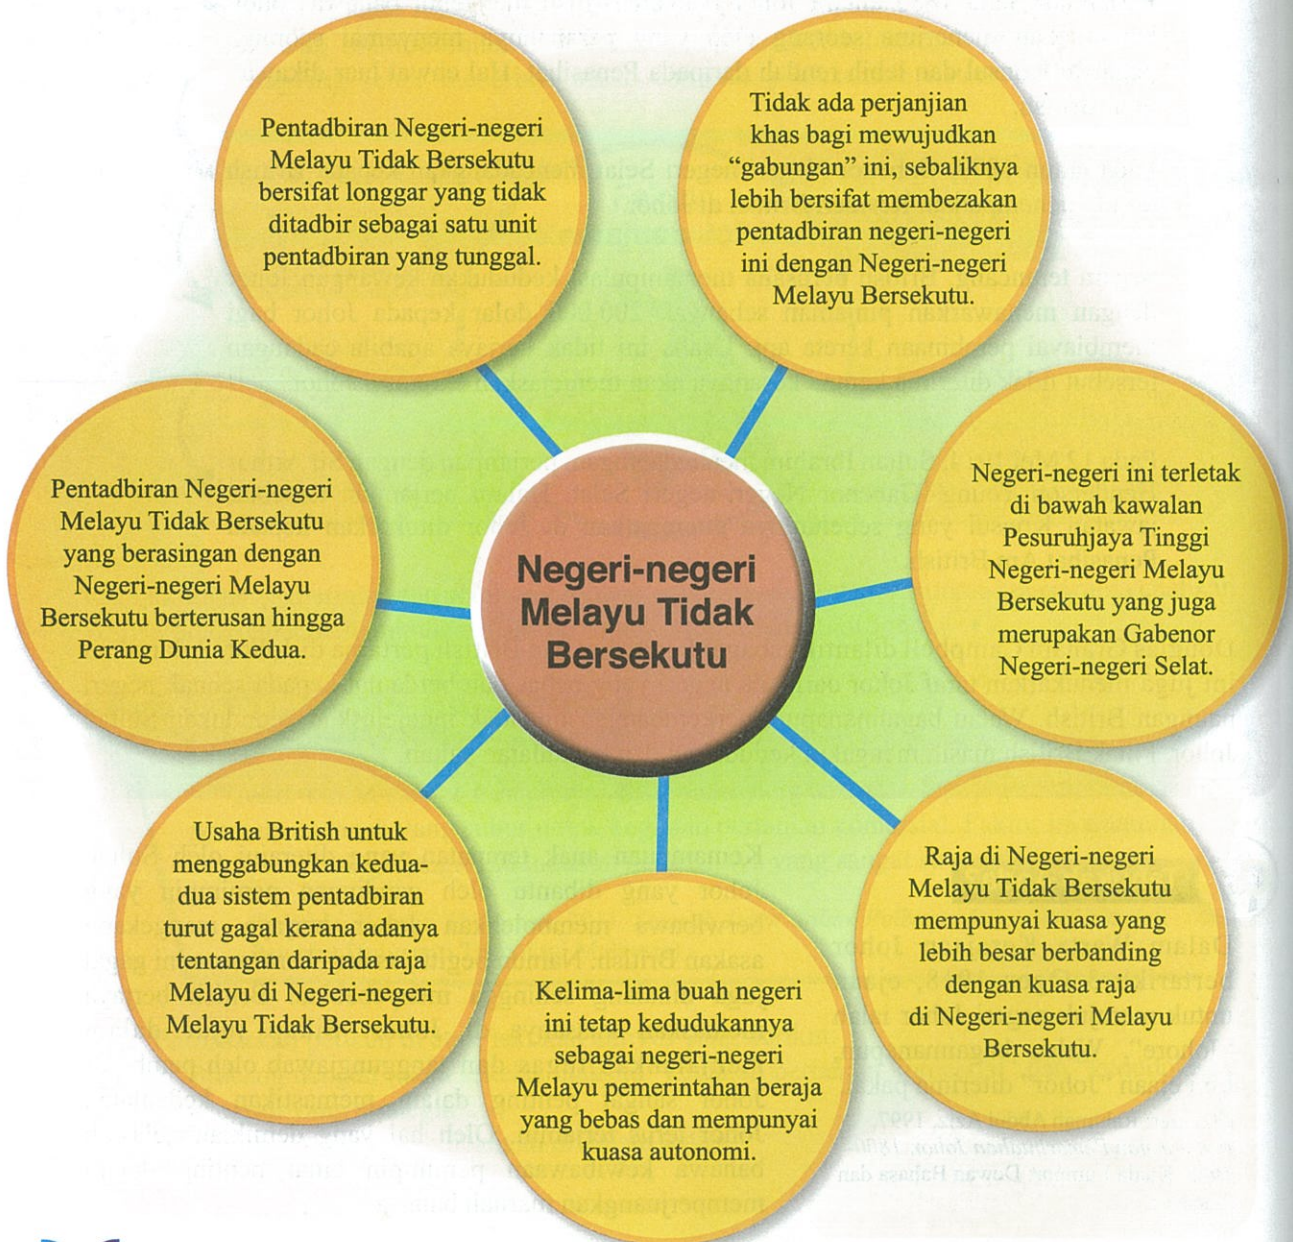 Pentadbiran Negeri-negeri
Melayu Tidak Bersekutu
bersifat longgar yang tidak
ditadbir sebagai satu unit
pentadbiran yang tunggal.
Tidak ada perjanjian
khas bagi mewujudkan
“gabungan” ini, sebaliknya
lebih bersifat membezakan
pentadbiran negeri-negeri
ini dengan Negeri-negeri
Melayu Bersekutu.
Pentadbiran Negeri-negeri
Melayu Tidak Bersekutu
yang berasingan dengan
Negeri-negeri Melayu
Bersekutu berterusan hingga
Perang Dunia Kedua.
Negeri-negeri
Melayu Tidak
Bersekutu
Negeri-negeri ini terletak
di bawah kawalan
Pesuruhjaya Tinggi
Negeri-negeri Melayu
Bersekutu yang juga
merupakan Gabenor
Negeri-negeri Selat.
Usaha British untuk
menggabungkan kedua-
dua sistem pentadbiran
turut gagal kerana adanya
tentangan daripada raja
Melayu di Negeri-negeri
Melayu Tidak Bersekutu.
Kelima-lima buah negeri
ini tetap kedudukannya
sebagai negeri-negeri
Melayu pemerintahan beraja
yang bebas dan mempunyai
kuasa autonomi.
Raja di Negeri-negeri
Melayu Tidak Bersekutu
mempunyai kuasa yang
lebih besar berbanding
dengan kuasa raja
di Negeri-negeri Melayu
Bersekutu.